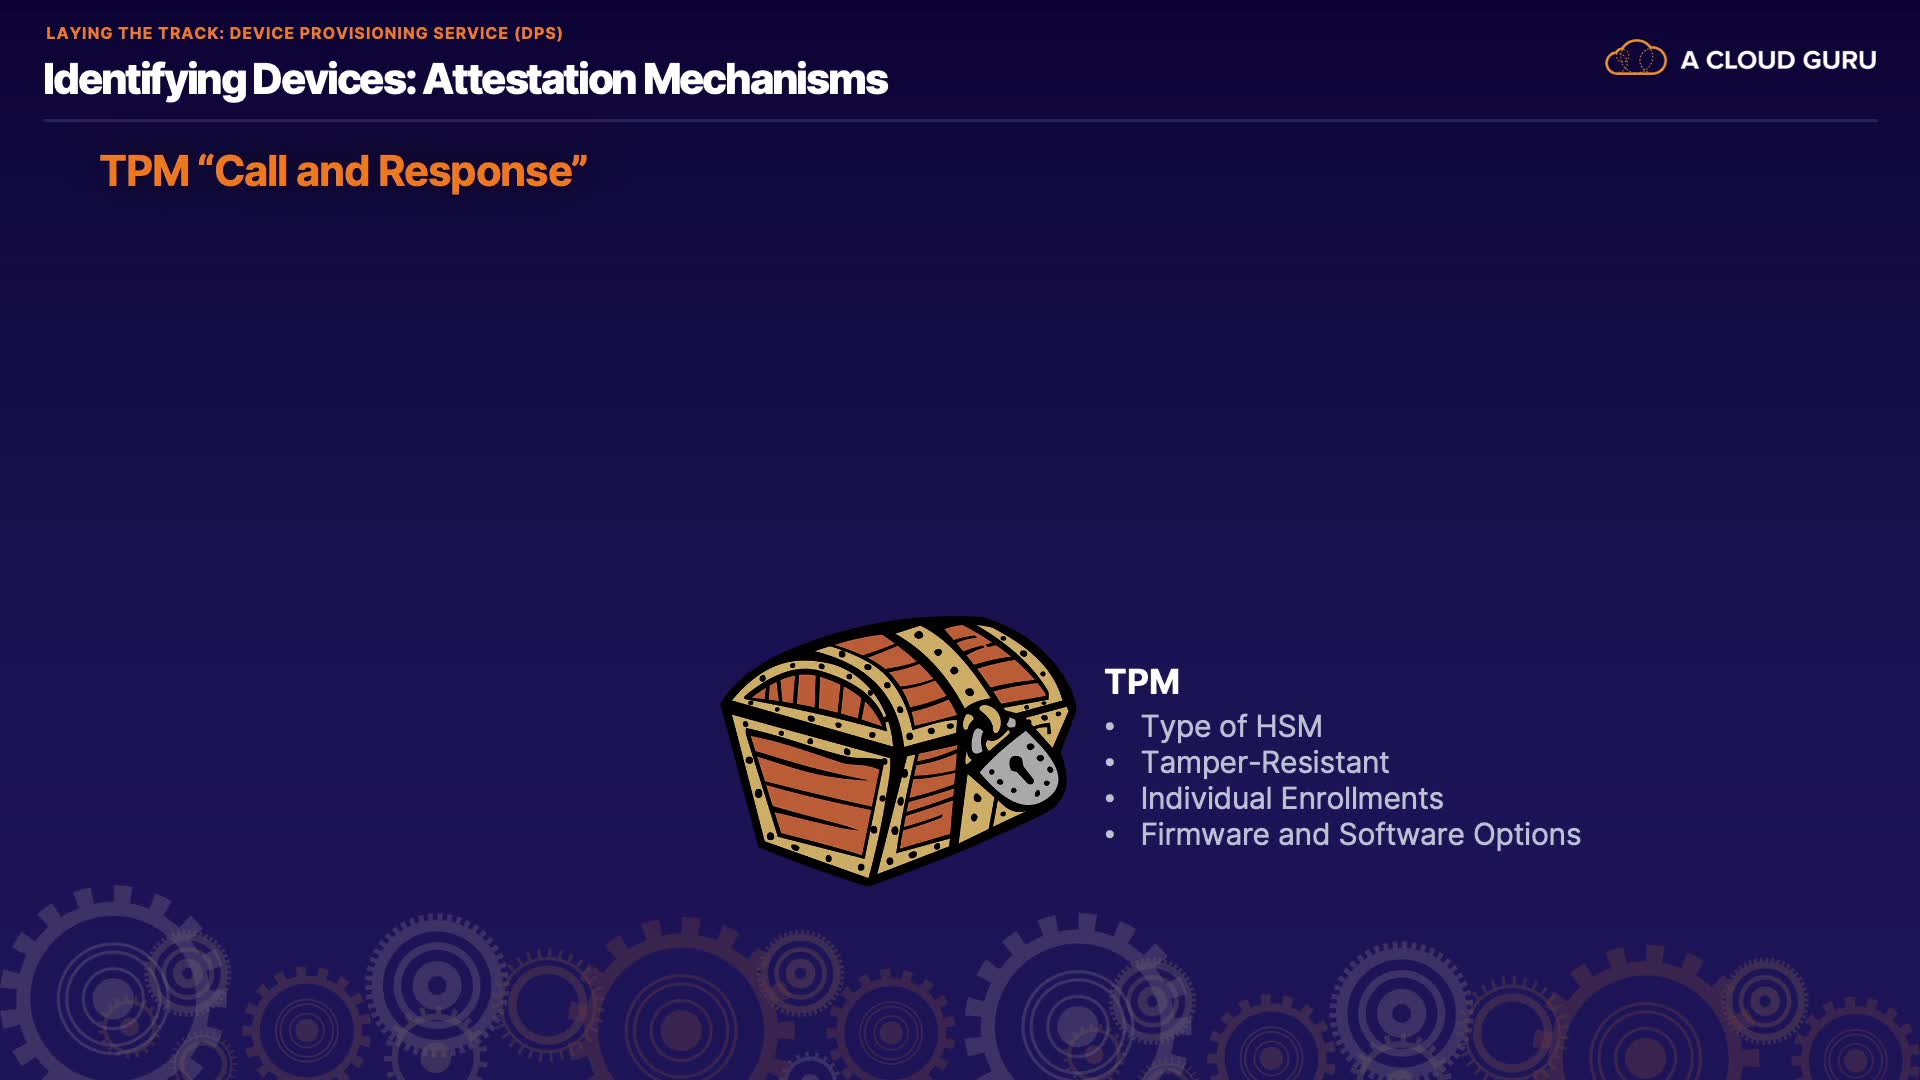 LAYING THE TRACK: DEVICE PROVISIONING SERVICE (DPS)
Identifying Devices: Attestation Mechanisms
A CLOUD GURU
TPM “Call and Response”
TPM
• Type of HSM
• Tamper-Resistant
• Individual Enrollments
• Firmware and Software Options